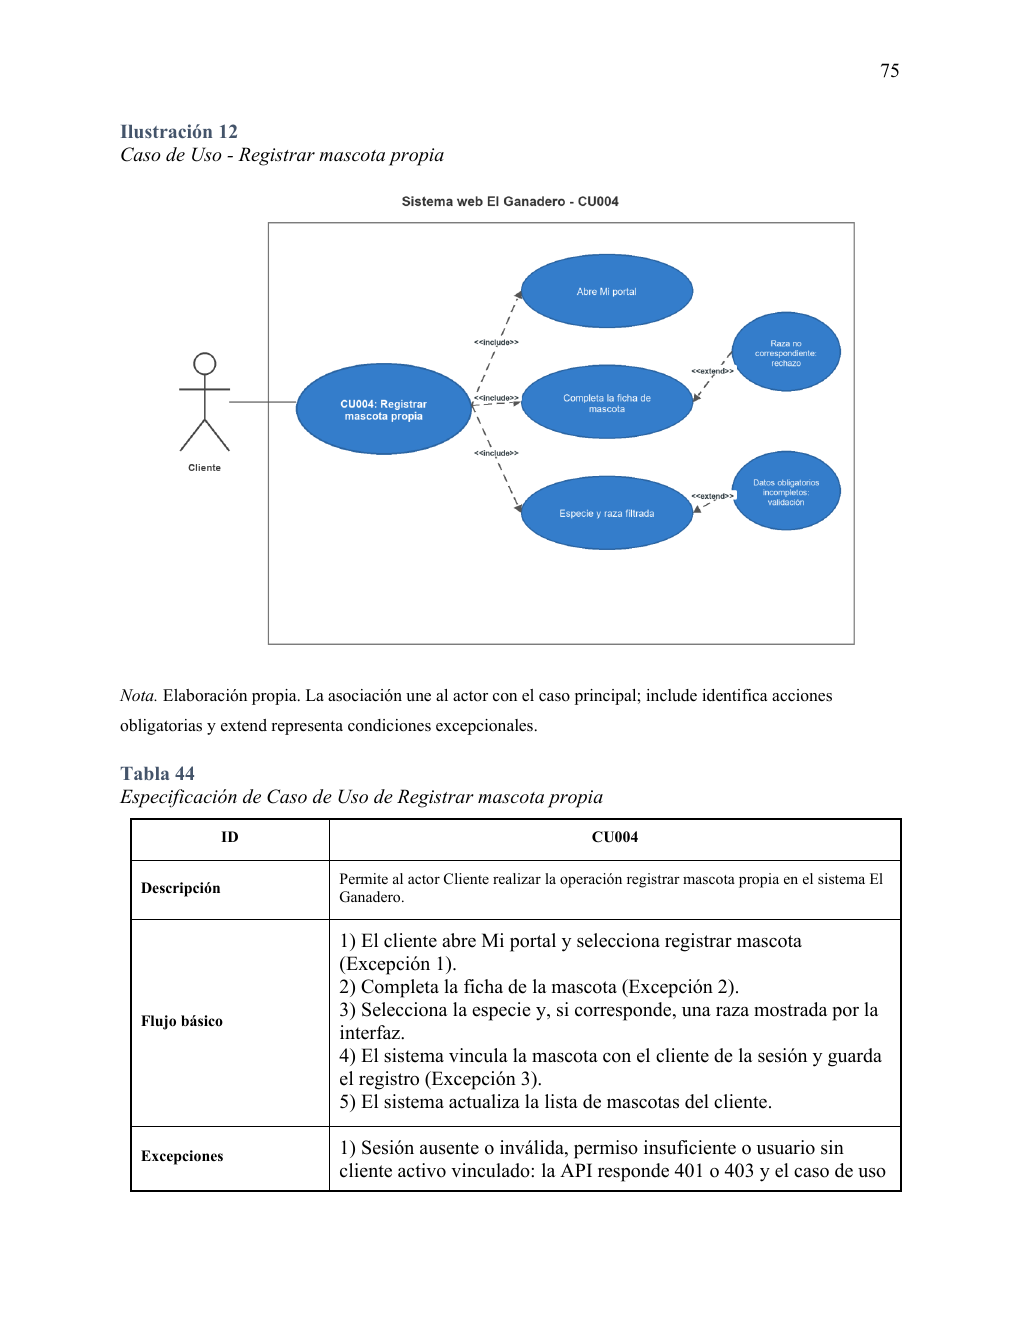 75
Ilustración 12
Caso de Uso - Registrar mascota propia
Sistema web El Ganadero - CU004
Abre Mi portal
Raza no
correspondiente:
rechazo
<<include>>
<<extend>>
CU004: Registrar
mascota propia
<<include>>
Completa la ficha de
mascota
Cliente
<<include>>
Datos obligatorios
incompletos:
validación
<<extend>>
Especie y raza filtrada
Nota. Elaboración propia. La asociación une al actor con el caso principal; include identifica acciones
obligatorias y extend representa condiciones excepcionales.
Tabla 44
Especificación de Caso de Uso de Registrar mascota propia
ID CU004
Descripción
Permite al actor Cliente realizar la operación registrar mascota propia en el sistema El
Ganadero.
Flujo básico
1) El cliente abre Mi portal y selecciona registrar mascota
(Excepción 1).
2) Completa la ficha de la mascota (Excepción 2).
3) Selecciona la especie y, si corresponde, una raza mostrada por la
interfaz.
4) El sistema vincula la mascota con el cliente de la sesión y guarda
el registro (Excepción 3).
5) El sistema actualiza la lista de mascotas del cliente.
Excepciones
1) Sesión ausente o inválida, permiso insuficiente o usuario sin
cliente activo vinculado: la API responde 401 o 403 y el caso de uso